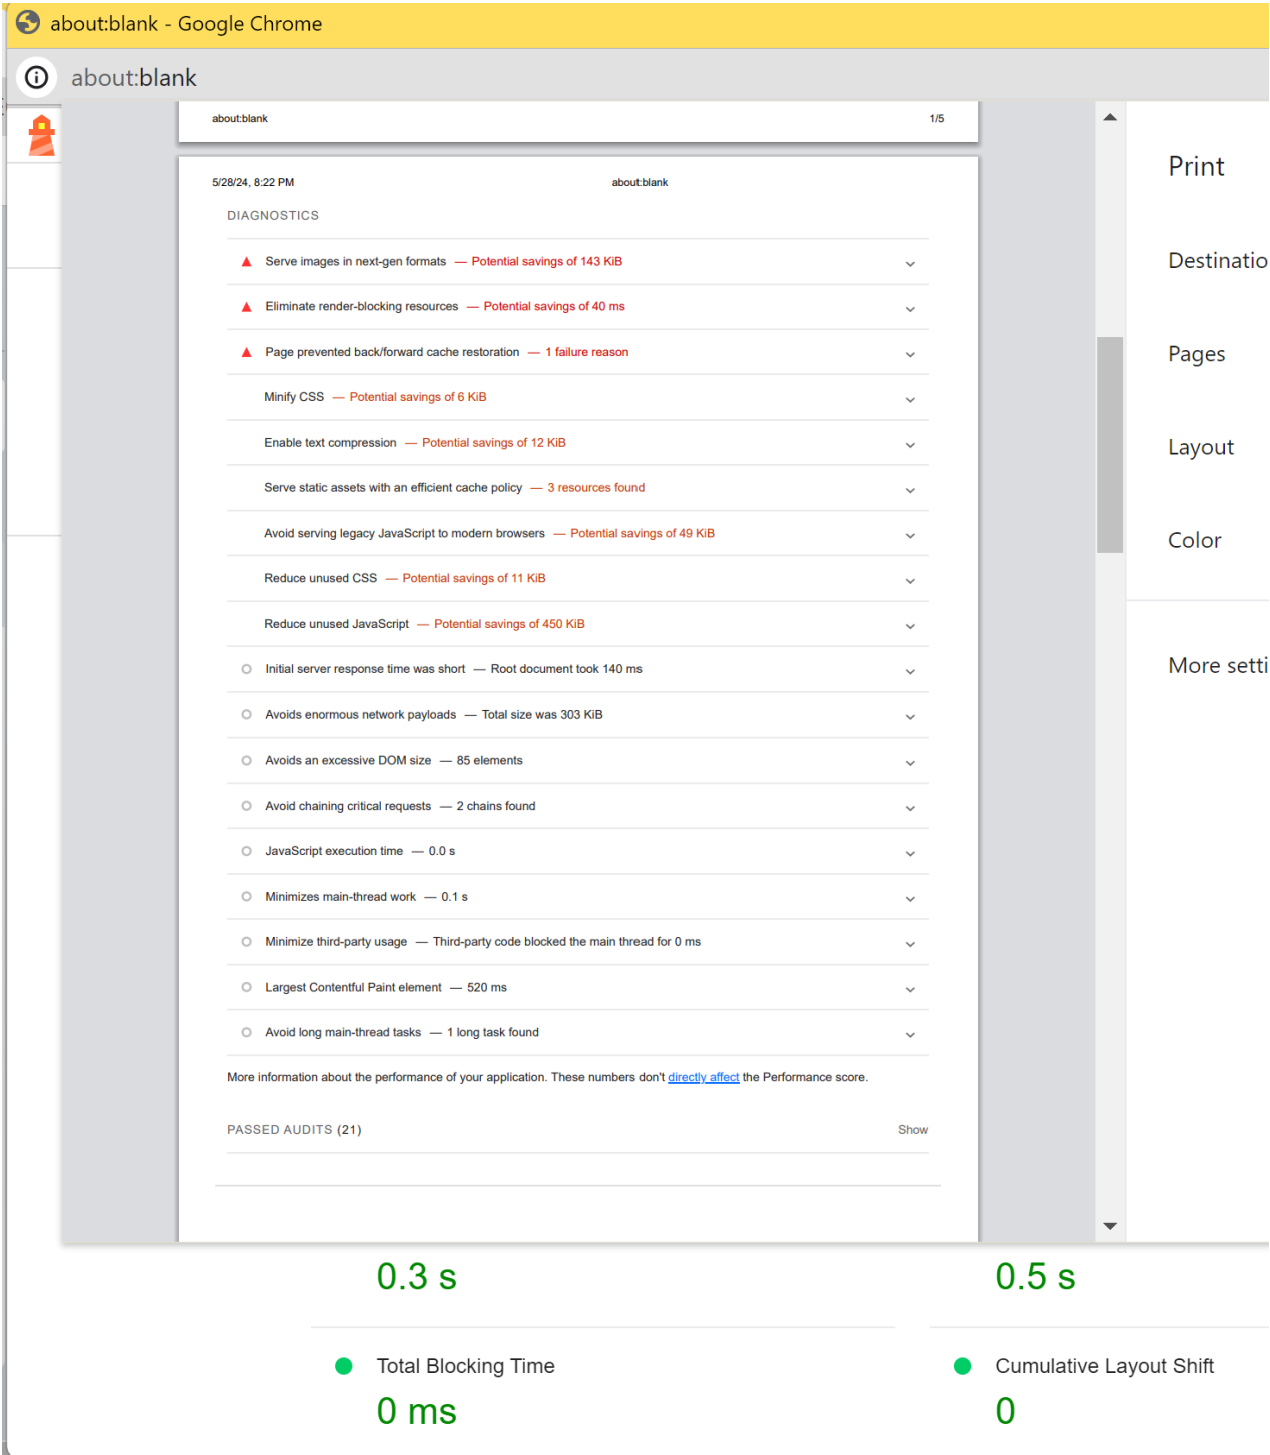 about:blank - Google Chrome
about:blank
about:blank 1/5
5/28/24, 8:22 PM about:blank
DIAGNOSTICS
Serve images in next-gen formats — Potential savings of 143 KiB
Eliminate render-blocking resources — Potential savings of 40 ms
Page prevented back/forward cache restoration — 1 failure reason
Minify CSS — Potential savings of 6 KiB
Enable text compression — Potential savings of 12 KiB
Serve static assets with an efficient cache policy — 3 resources found
Avoid serving legacy JavaScript to modern browsers — Potential savings of 49 KiB
Reduce unused CSS — Potential savings of 11 KiB
Reduce unused JavaScript — Potential savings of 450 KiB
Initial server response time was short — Root document took 140 ms
Avoids enormous network payloads — Total size was 303 KiB
Avoids an excessive DOM size — 85 elements
Avoid chaining critical requests — 2 chains found
JavaScript execution time — 0.0 s
Minimizes main-thread work — 0.1 s
Minimize third-party usage — Third-party code blocked the main thread for 0 ms
Largest Contentful Paint element — 520 ms
Avoid long main-thread tasks — 1 long task found
More information about the performance of your application. These numbers don't directly affect the Performance score.
PASSED AUDITS (21) Show
Print
Destinatio
Pages
Layout
Color
More setti
0.3 s 0.5 s
Total Blocking Time Cumulative Layout Shift
0 ms 0